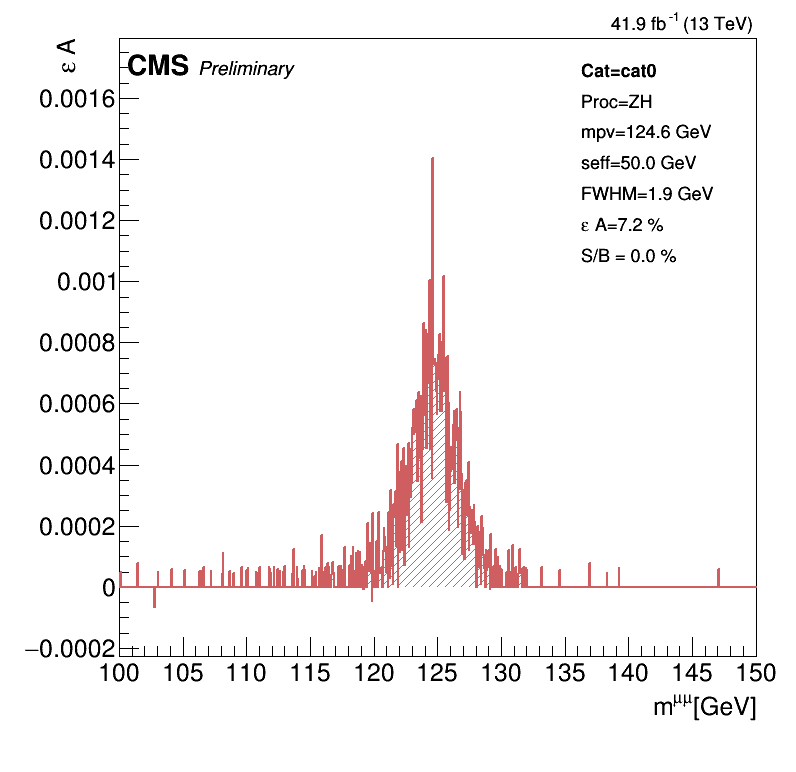 41.9 fb⁻¹ (13 TeV)
ε A
CMS Preliminary
Cat=cat0
Proc=ZH
mpv=124.6 GeV
seff=50.0 GeV
FWHM=1.9 GeV
ε A=7.2 %
S/B = 0.0 %
0.0016
0.0014
0.0012
0.001
0.0008
0.0006
0.0004
0.0002
0
−0.0002
100 105 110 115 120 125 130 135 140 145 150
m^μμ[GeV]